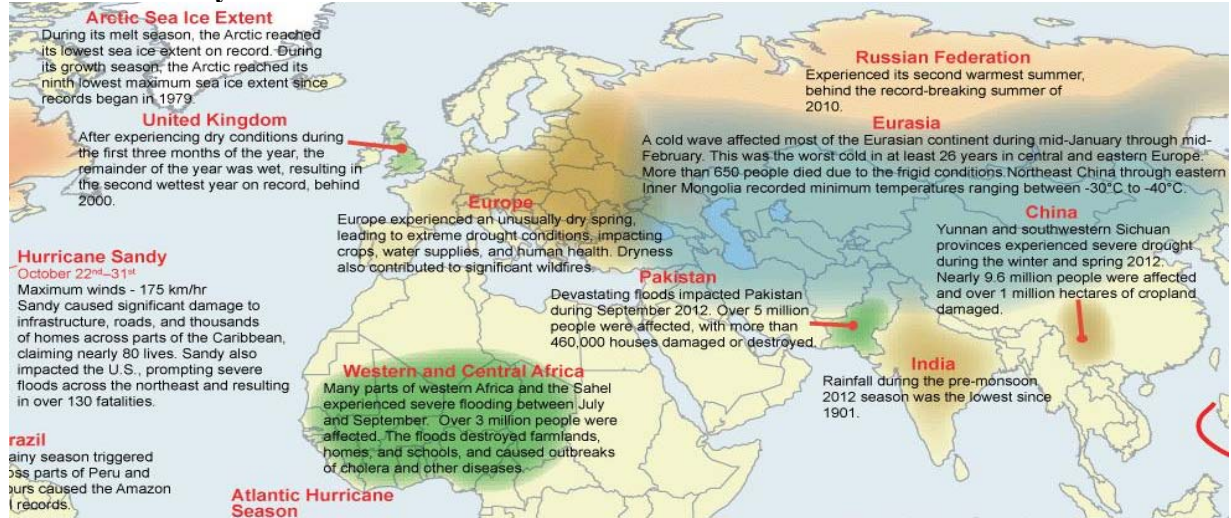 Arctic Sea Ice Extent
During its melt season, the Arctic reached
its lowest sea ice extent on record. During
its growth season, the Arctic reached its
ninth lowest maximum sea ice extent since
records began in 1979.
United Kingdom
After experiencing dry conditions during
the first three months of the year, the
remainder of the year was wet, resulting in
the second wettest year on record, behind
2000.
Russian Federation
Experienced its second warmest summer,
behind the record-breaking summer of
2010.
Eurasia
A cold wave affected most of the Eurasian continent during mid-January through mid-
February. This was the worst cold in at least 26 years in central and eastern Europe.
More than 650 people died due to the frigid conditions.Northeast China through eastern
Inner Mongolia recorded minimum temperatures ranging between -30°C to -40°C.
Europe
Europe experienced an unusually dry spring,
leading to extreme drought conditions, impacting
crops, water supplies, and human health. Dryness
also contributed to significant wildfires.
China
Yunnan and southwestern Sichuan
provinces experienced severe drought
during the winter and spring 2012.
Nearly 9.6 million people were affected
and over 1 million hectares of cropland
damaged.
Hurricane Sandy
October 22nd–31st
Maximum winds - 175 km/hr
Sandy caused significant damage to
infrastructure, roads, and thousands
of homes across parts of the Caribbean,
claiming nearly 80 lives. Sandy also
impacted the U.S., prompting severe
floods across the northeast and resulting
in over 130 fatalities.
Pakistan
Devastating floods impacted Pakistan
during September 2012. Over 5 million
people were affected, with more than
460,000 houses damaged or destroyed.
India
Rainfall during the pre-monsoon
2012 season was the lowest since
1901.
Western and Central Africa
Many parts of western Africa and the Sahel
experienced severe flooding between July
and September. Over 3 million people were
affected. The floods destroyed farmlands,
homes, and schools, and caused outbreaks
of cholera and other diseases.
razil
ainy season triggered
oss parts of Peru and
ours caused the Amazon
records.
Atlantic Hurricane
Season